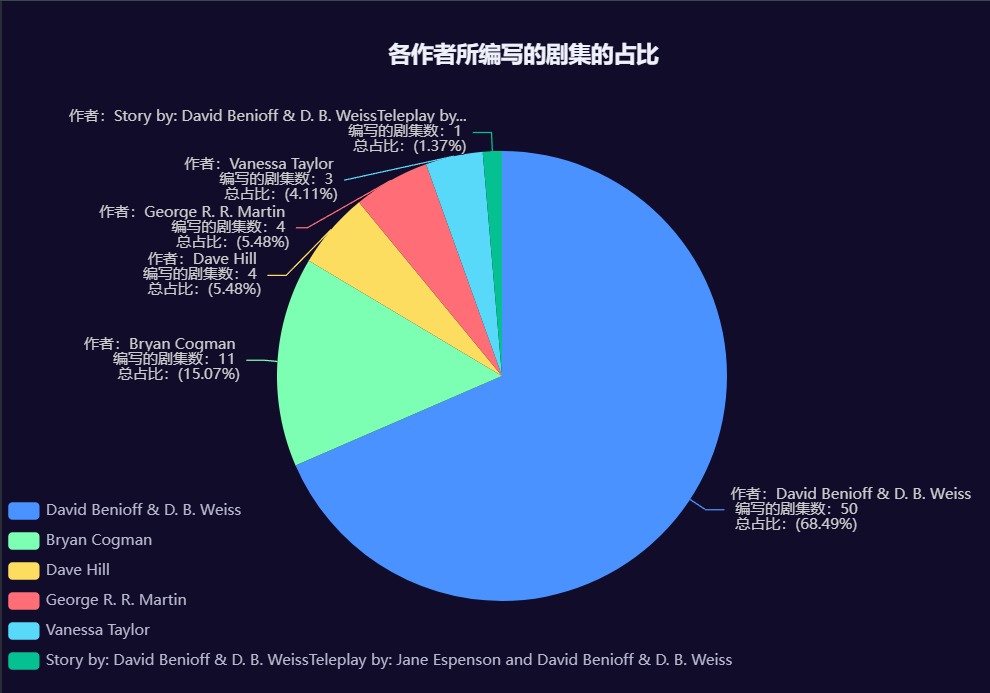 各作者所编写的剧集的占比
作者：Story by: David Benioff & D. B. WeissTeleplay by...
编写的剧集数：1
总占比：(1.37%)
作者：Vanessa Taylor
编写的剧集数：3
总占比：(4.11%)
作者：George R. R. Martin
编写的剧集数：4
总占比：(5.48%)
作者：Dave Hill
编写的剧集数：4
总占比：(5.48%)
作者：Bryan Cogman
编写的剧集数：11
总占比：(15.07%)
作者：David Benioff & D. B. Weiss
编写的剧集数：50
总占比：(68.49%)
David Benioff & D. B. Weiss
Bryan Cogman
Dave Hill
George R. R. Martin
Vanessa Taylor
Story by: David Benioff & D. B. WeissTeleplay by: Jane Espenson and David Benioff & D. B. Weiss